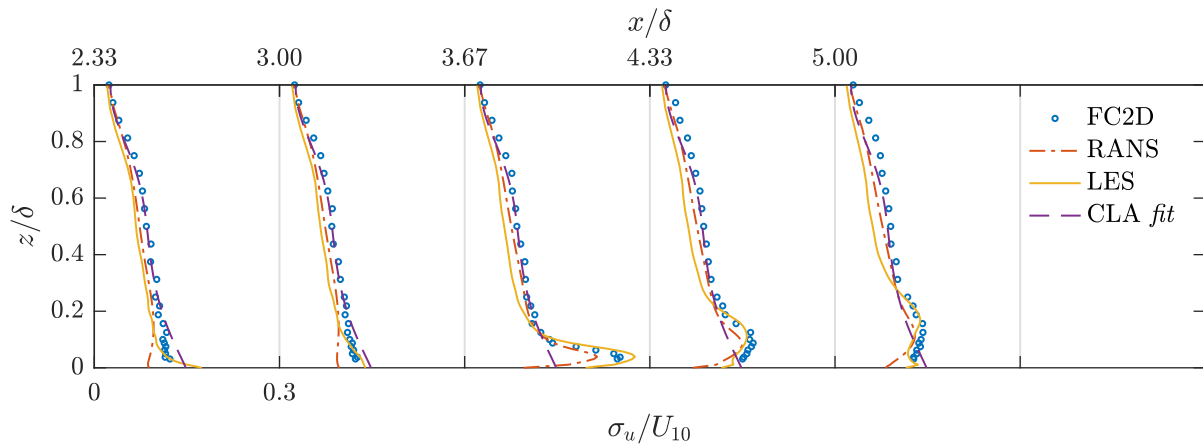 x/δ
2.33 3.00 3.67 4.33 5.00
1
0.8
0.6
0.4
0.2
0
z/δ
FC2D
RANS
LES
CLA fit
0 0.3
σu/U10